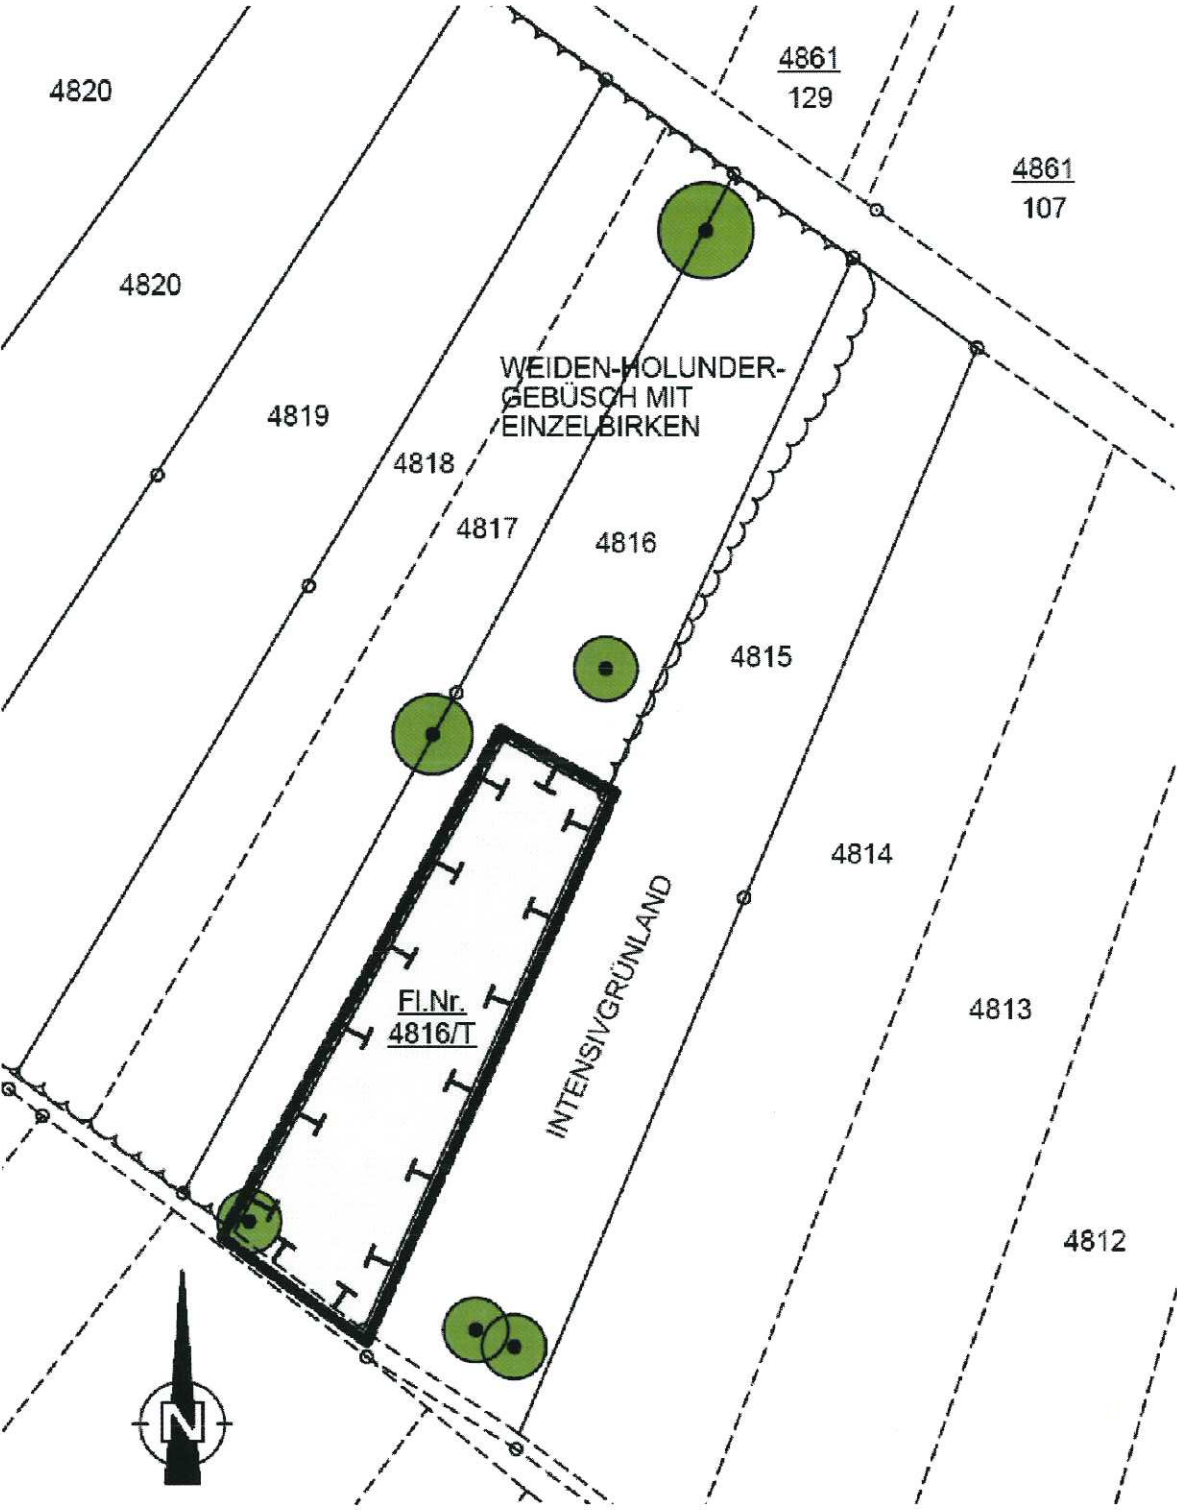 4861
129
4820
4861
107
4820
WEIDEN-HOLUNDER-
GEBÜSCH MIT
EINZELBIRKEN
4819
4818
4817
4816
4815
4814
INTENSIVGRÜNLAND
Fl.Nr.
4816/T
4813
4812
N